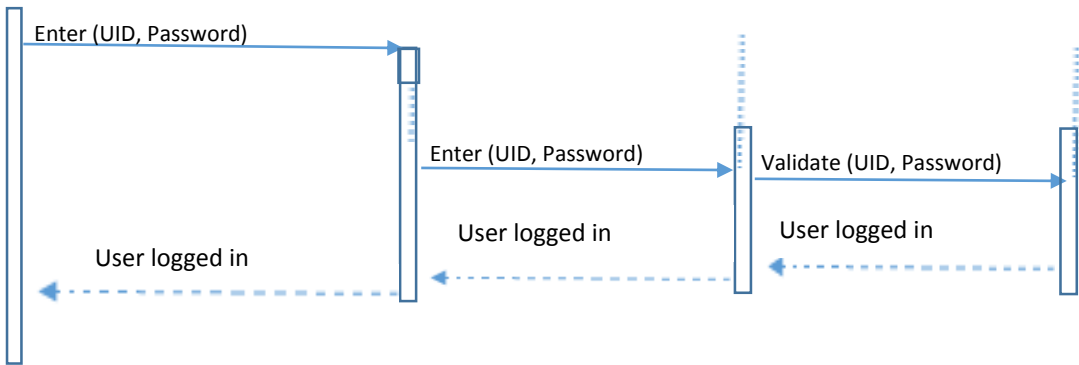 Enter (UID, Password)
Enter (UID, Password)
Validate (UID, Password)
User logged in
User logged in
User logged in